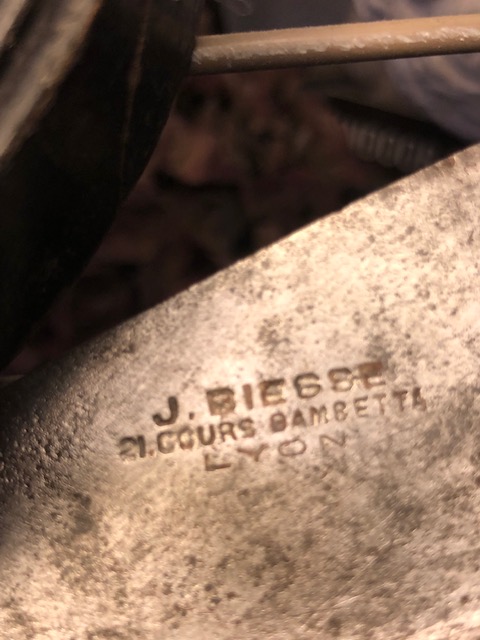 J. BIESSE
21. COURS GAMBETTA
LYON